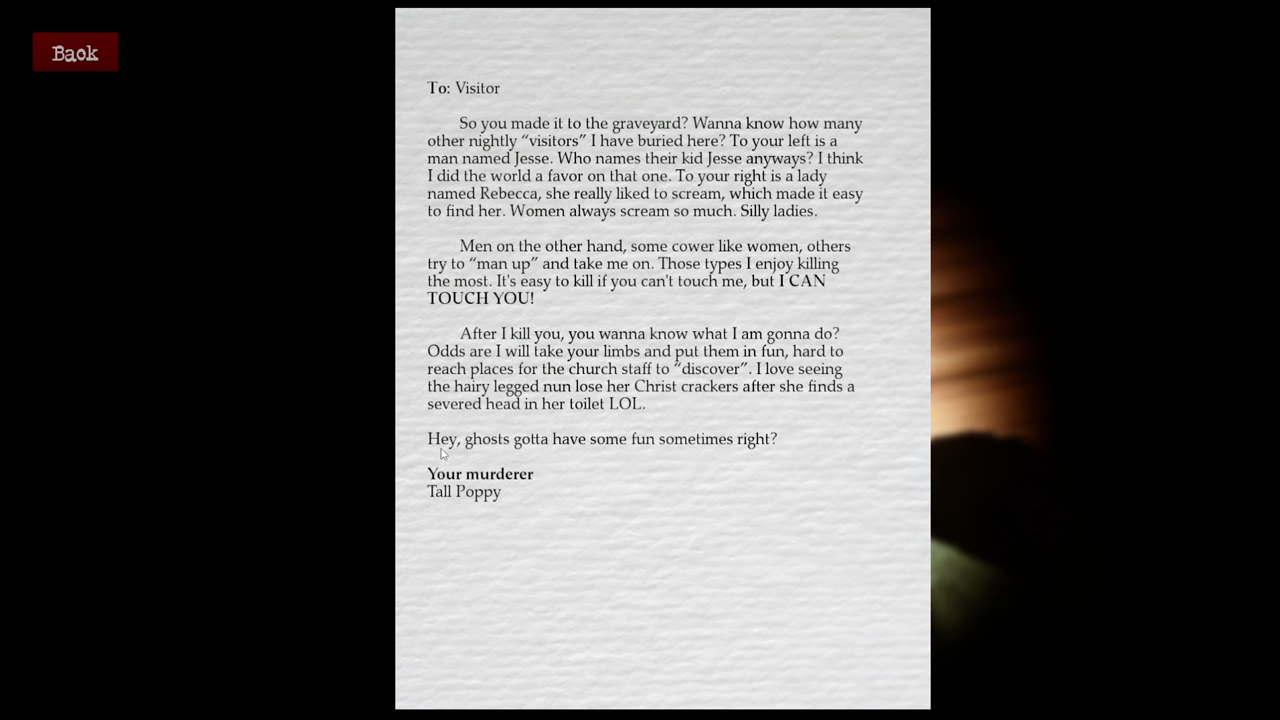 Back
To: Visitor
So you made it to the graveyard? Wanna know how many
other nightly “visitors” I have buried here? To your left is a
man named Jesse. Who names their kid Jesse anyways? I think
I did the world a favor on that one. To your right is a lady
named Rebecca, she really liked to scream, which made it easy
to find her. Women always scream so much. Silly ladies.
Men on the other hand, some cower like women, others
try to “man up” and take me on. Those types I enjoy killing
the most. It's easy to kill if you can't touch me, but I CAN
TOUCH YOU!
After I kill you, you wanna know what I am gonna do?
Odds are I will take your limbs and put them in fun, hard to
reach places for the church staff to “discover”. I love seeing
the hairy legged nun lose her Christ crackers after she finds a
severed head in her toilet LOL.
Hey, ghosts gotta have some fun sometimes right?
Your murderer
Tall Poppy